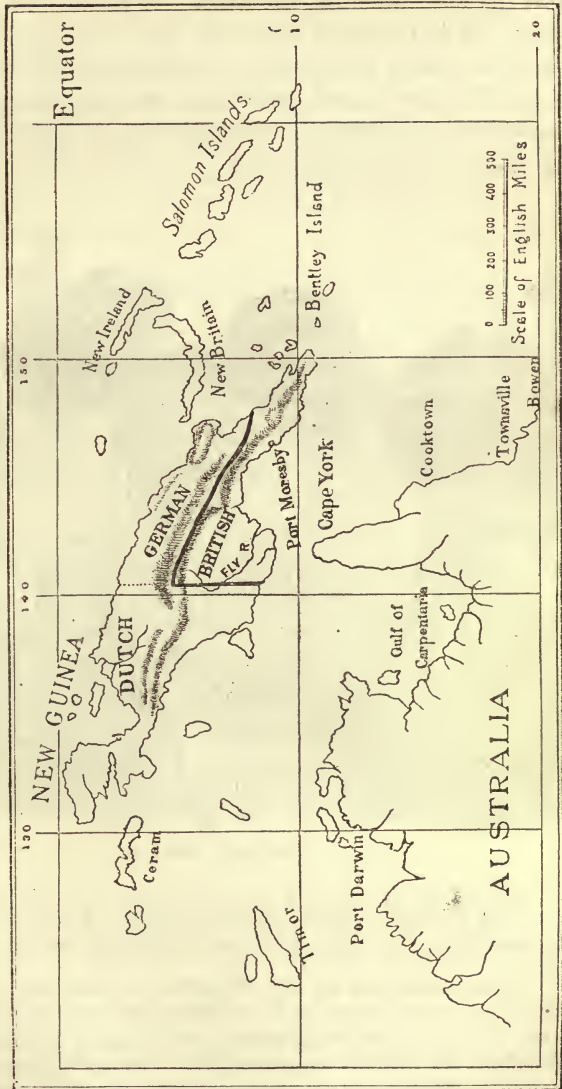 Equator
10
20
130
140
150
NEW GUINEA
DUTCH
GERMAN
BRITISH
FLY R.
New Ireland
New Britain
Salomon Islands.
Bentley Island
Ceram
Timor
Port Moresby
Cape York
Port Darwin
Gulf of
Carpentaria
Cooktown
Townsville
Bowen
AUSTRALIA
0 100 200 300 400 500
Scale of English Miles